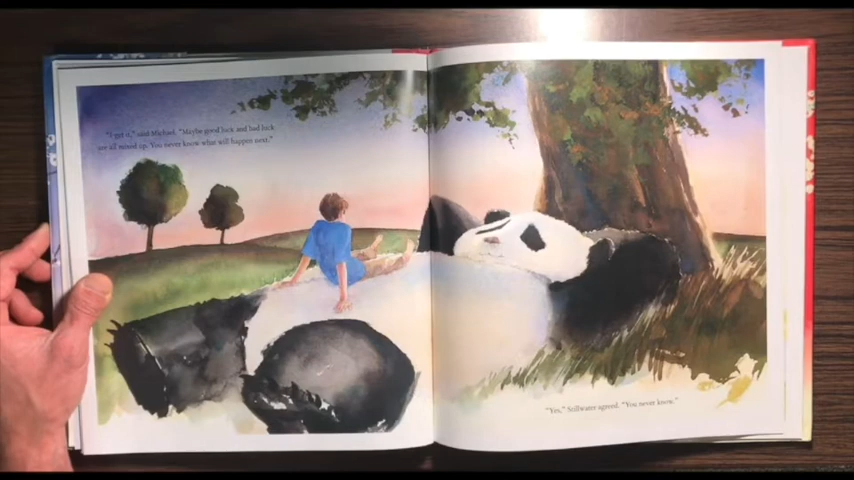 "I get it," said Michael. "Maybe good luck and bad luck
are all mixed up. You never know what will happen next."
"Yes," Stillwater agreed. "You never know."